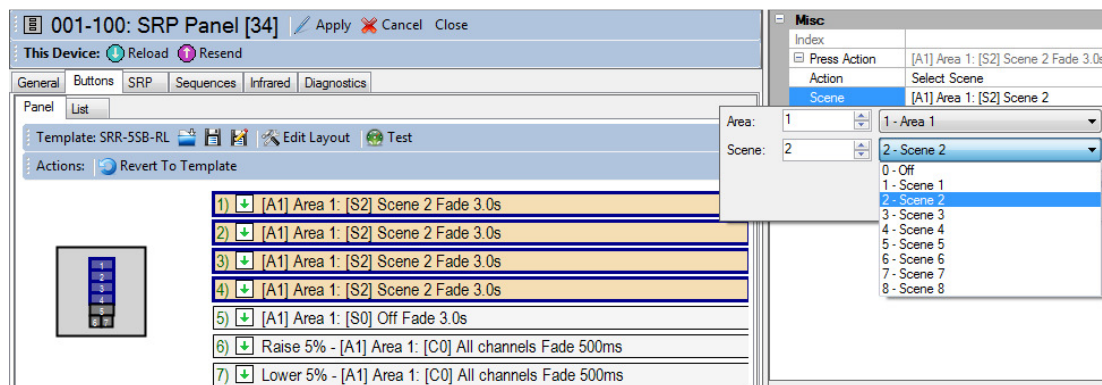 001-100: SRP Panel [34] Apply Cancel Close
This Device: Reload Resend
General Buttons SRP Sequences Infrared Diagnostics
Panel List
Template: SRR-5SB-RL Edit Layout Test
Actions: Revert To Template
1) [A1] Area 1: [S2] Scene 2 Fade 3.0s
2) [A1] Area 1: [S2] Scene 2 Fade 3.0s
3) [A1] Area 1: [S2] Scene 2 Fade 3.0s
4) [A1] Area 1: [S2] Scene 2 Fade 3.0s
5) [A1] Area 1: [S0] Off Fade 3.0s
6) Raise 5% - [A1] Area 1: [C0] All channels Fade 500ms
7) Lower 5% - [A1] Area 1: [C0] All channels Fade 500ms
1
2
3
4
5
6 7
Misc
Index
Press Action [A1] Area 1: [S2] Scene 2 Fade 3.0s
Action Select Scene
Scene [A1] Area 1: [S2] Scene 2
Area: 1 1 - Area 1
Scene: 2 2 - Scene 2
0 - Off
1 - Scene 1
2 - Scene 2
3 - Scene 3
4 - Scene 4
5 - Scene 5
6 - Scene 6
7 - Scene 7
8 - Scene 8